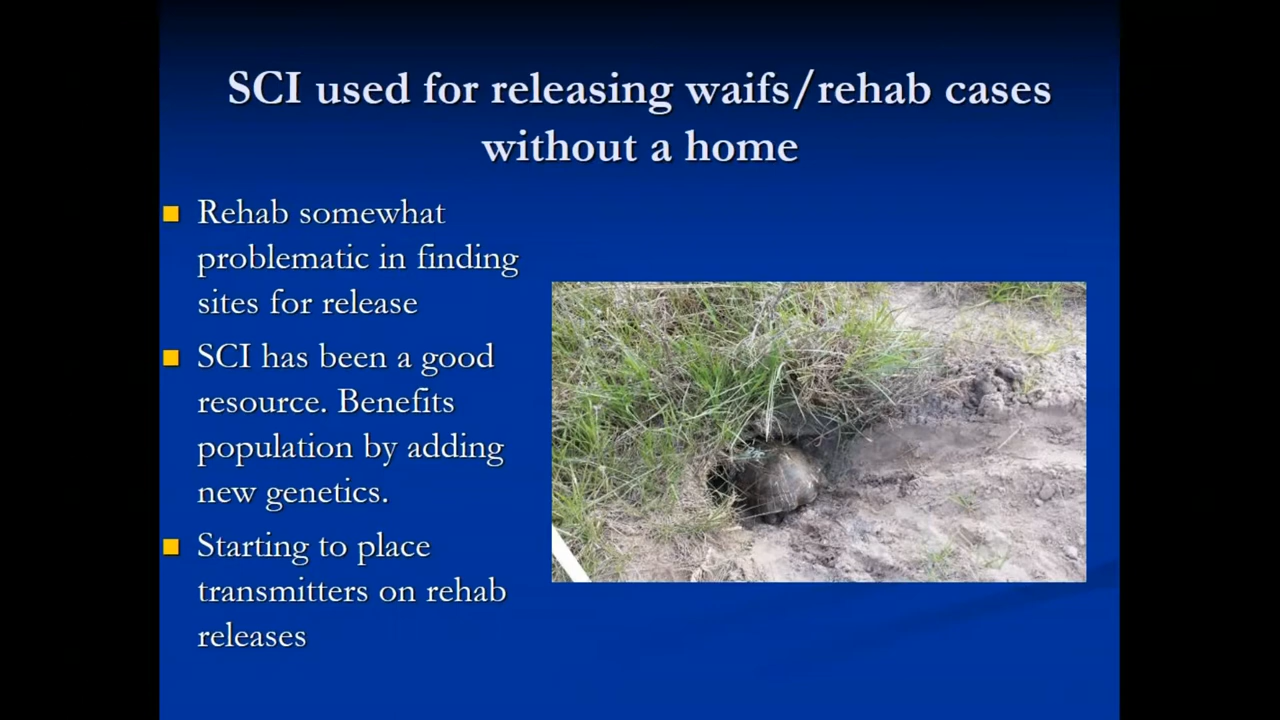 SCI used for releasing waifs/rehab cases
without a home
Rehab somewhat
problematic in finding
sites for release
SCI has been a good
resource. Benefits
population by adding
new genetics.
Starting to place
transmitters on rehab
releases